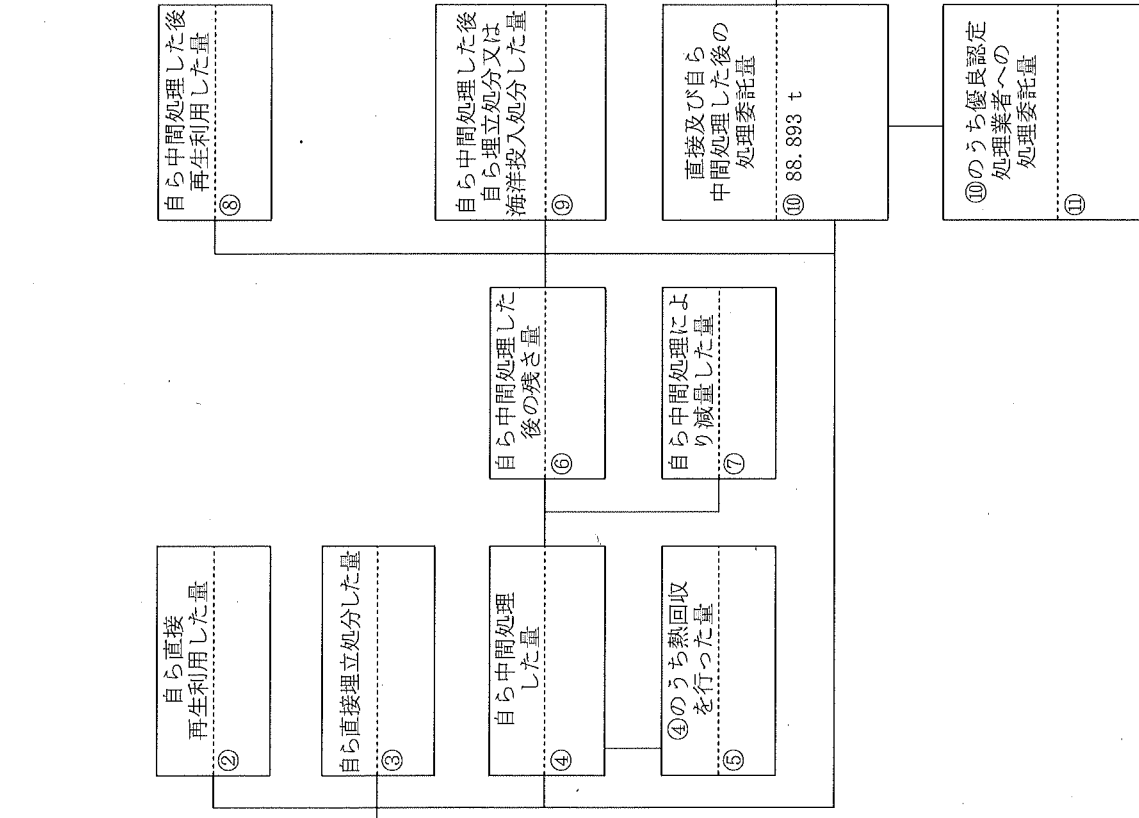 自ら直接
再生利用した量
②
自ら直接埋立処分した量
③
自ら中間処理
した量
④
④のうち熱回収
を行った量
⑤
自ら中間処理した
後の残さ量
⑥
自ら中間処理によ
り減量した量
⑦
自ら中間処理した後
再生利用した量
⑧
自ら中間処理した後
自ら埋立処分又は
海洋投入処分した量
⑨
直接及び自ら
中間処理した後の
処理委託量
⑩ 88.893 t
⑩のうち優良認定
処理業者への
処理委託量
⑪